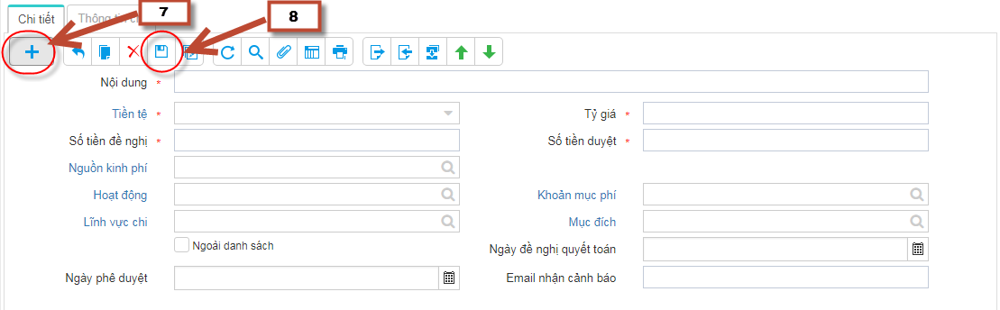 Chi tiết Thông tin 7 8
Nội dung *
Tiền tệ * Tỷ giá *
Số tiền đề nghị * Số tiền duyệt *
Nguồn kinh phí
Hoạt động Khoản mục phí
Lĩnh vực chi Mục đích
Ngoài danh sách Ngày đề nghị quyết toán
Ngày phê duyệt Email nhận cảnh báo